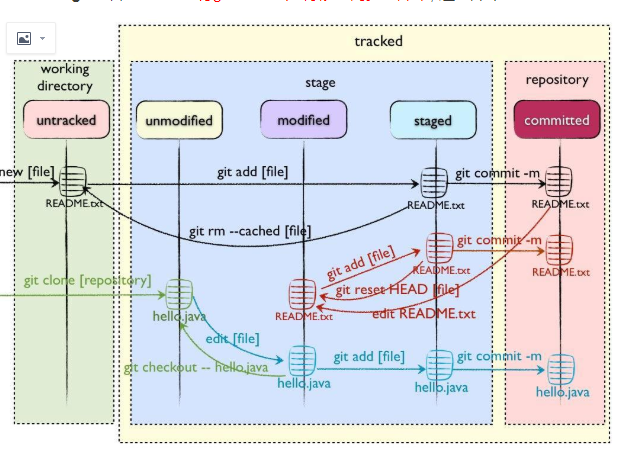 tracked
working
directory
stage
repository
untracked
unmodified
modified
staged
committed
new [file]
git add [file]
git commit -m
README.txt
README.txt
README.txt
git rm --cached [file]
git add [file]
git commit -m
README.txt
README.txt
git clone [repository]
git reset HEAD [file]
hello.java
README.txt
edit README.txt
edit [file]
git add [file]
git commit -m
git checkout -- hello.java
hello.java
hello.java
hello.java